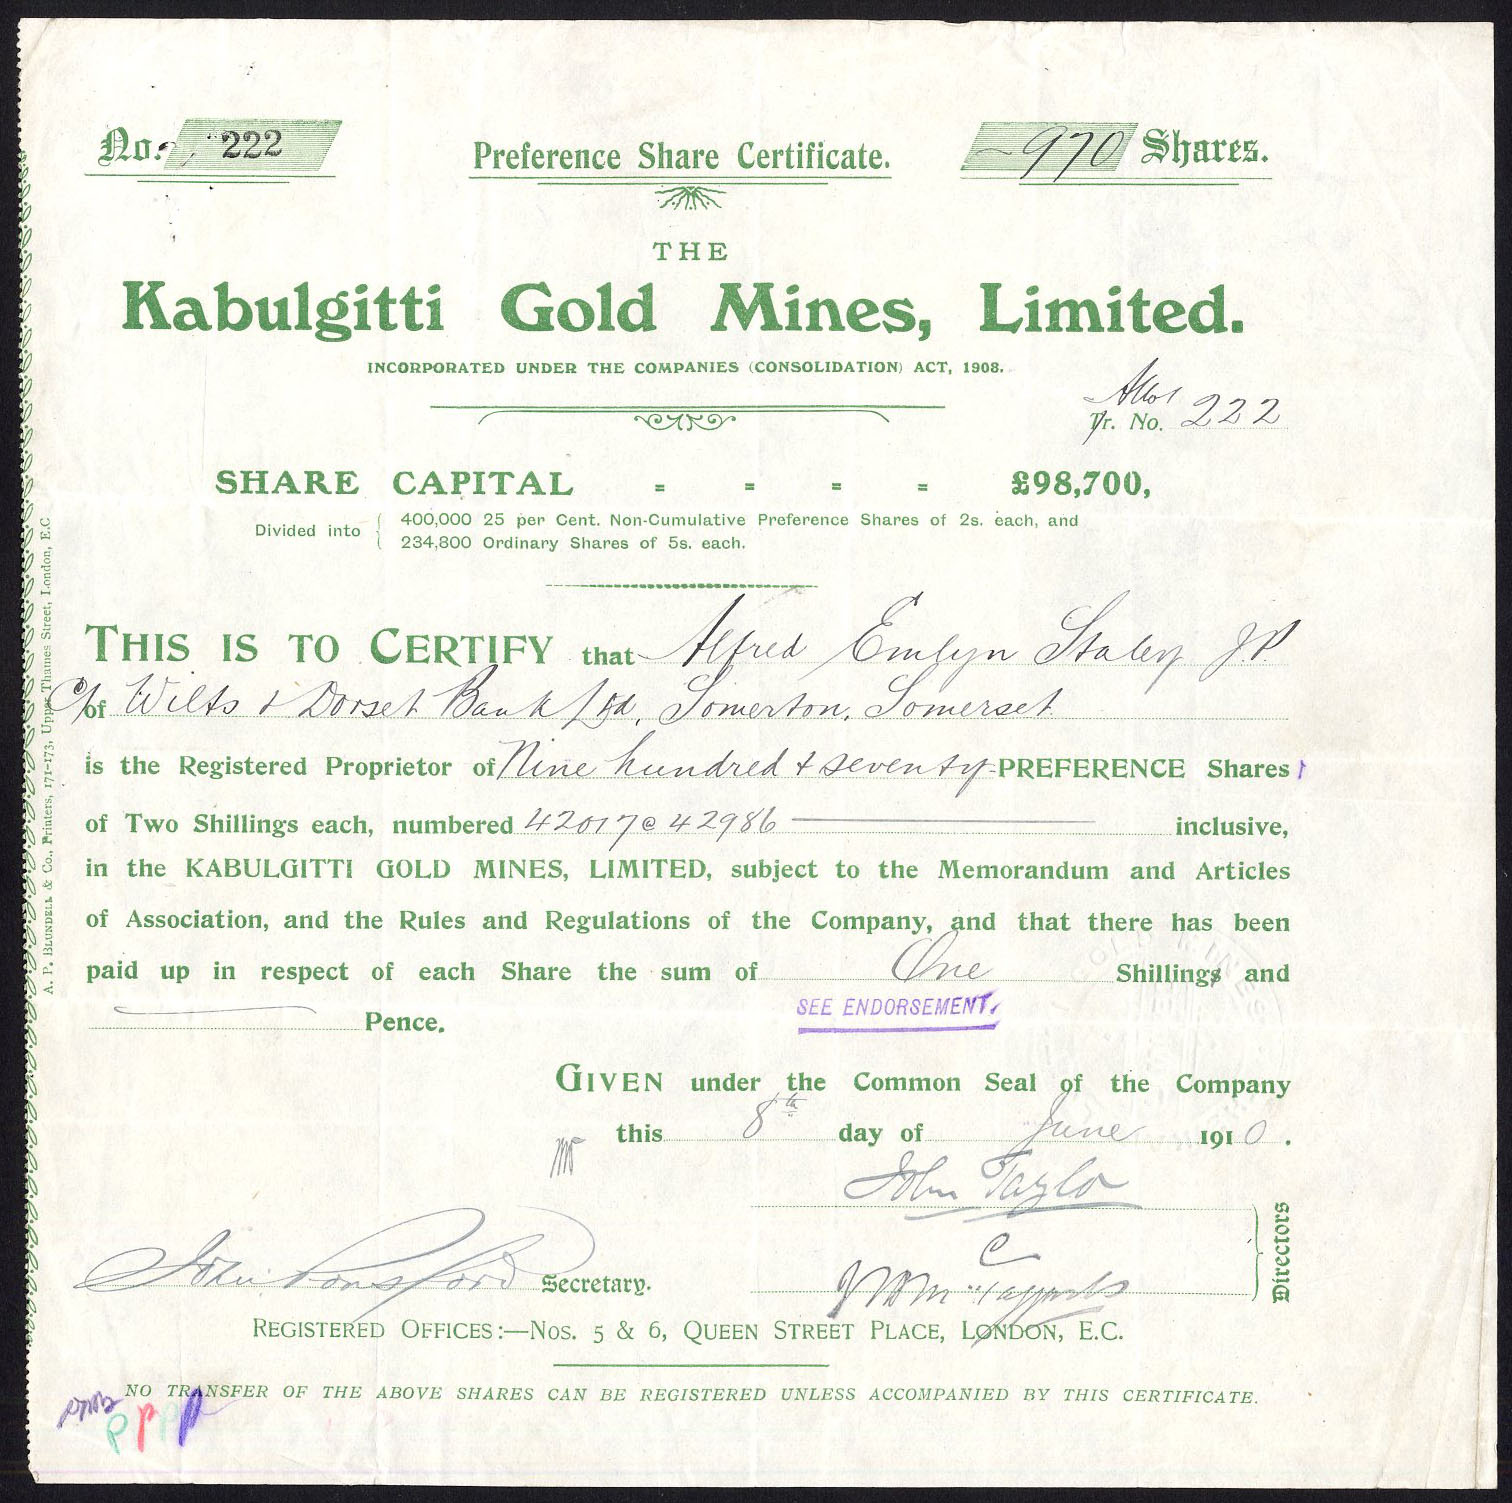 No. 222
Preference Share Certificate.
970 Shares.
THE
Kabulgitti Gold Mines, Limited.
INCORPORATED UNDER THE COMPANIES (CONSOLIDATION) ACT, 1908.
Allot
Tr. No. 222
SHARE CAPITAL - - - - £98,700,
Divided into { 400,000 25 per Cent. Non-Cumulative Preference Shares of 2s. each, and
234,800 Ordinary Shares of 5s. each.
THIS IS TO CERTIFY that Alfred Emlyn Staley J.P.
c/o of Wilts & Dorset Bank Ltd, Somerton, Somerset
is the Registered Proprietor of Nine hundred & seventy PREFERENCE Shares
of Two Shillings each, numbered 42017 @ 42986 inclusive,
in the KABULGITTI GOLD MINES, LIMITED, subject to the Memorandum and Articles
of Association, and the Rules and Regulations of the Company, and that there has been
paid up in respect of each Share the sum of One Shillings and
Pence.
SEE ENDORSEMENT.
GIVEN under the Common Seal of the Company
this 8th day of June 1910.
John Taylor
Directors
John Ponsford Secretary.
REGISTERED OFFICES:—NOS. 5 & 6, QUEEN STREET PLACE, LONDON, E.C.
NO TRANSFER OF THE ABOVE SHARES CAN BE REGISTERED UNLESS ACCOMPANIED BY THIS CERTIFICATE.
P P P P
A. P. BLUNDELL & Co., Printers, 171-173, Upper Thames Street, London, E.C